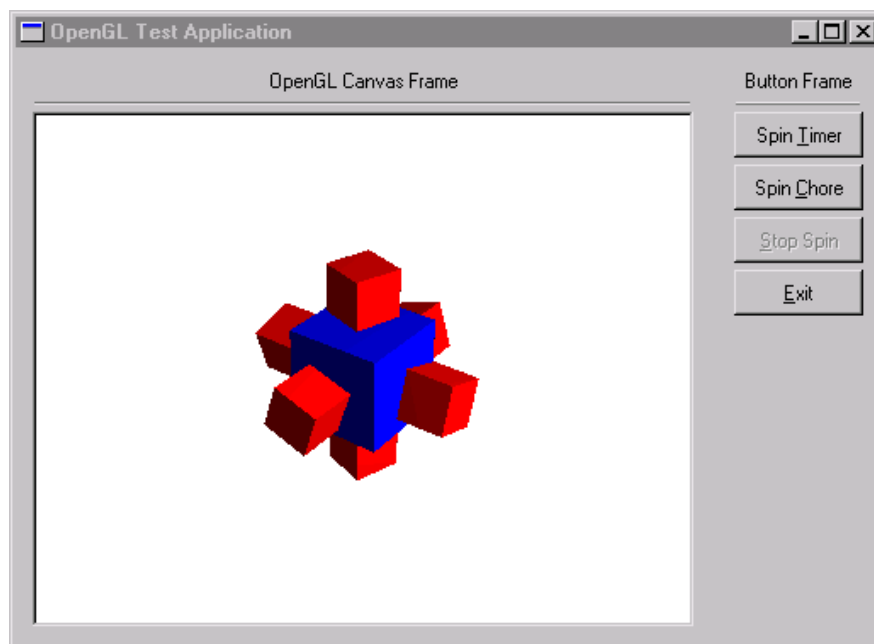 OpenGL Test Application
OpenGL Canvas Frame
Button Frame
Spin Timer
Spin Chore
Stop Spin
Exit